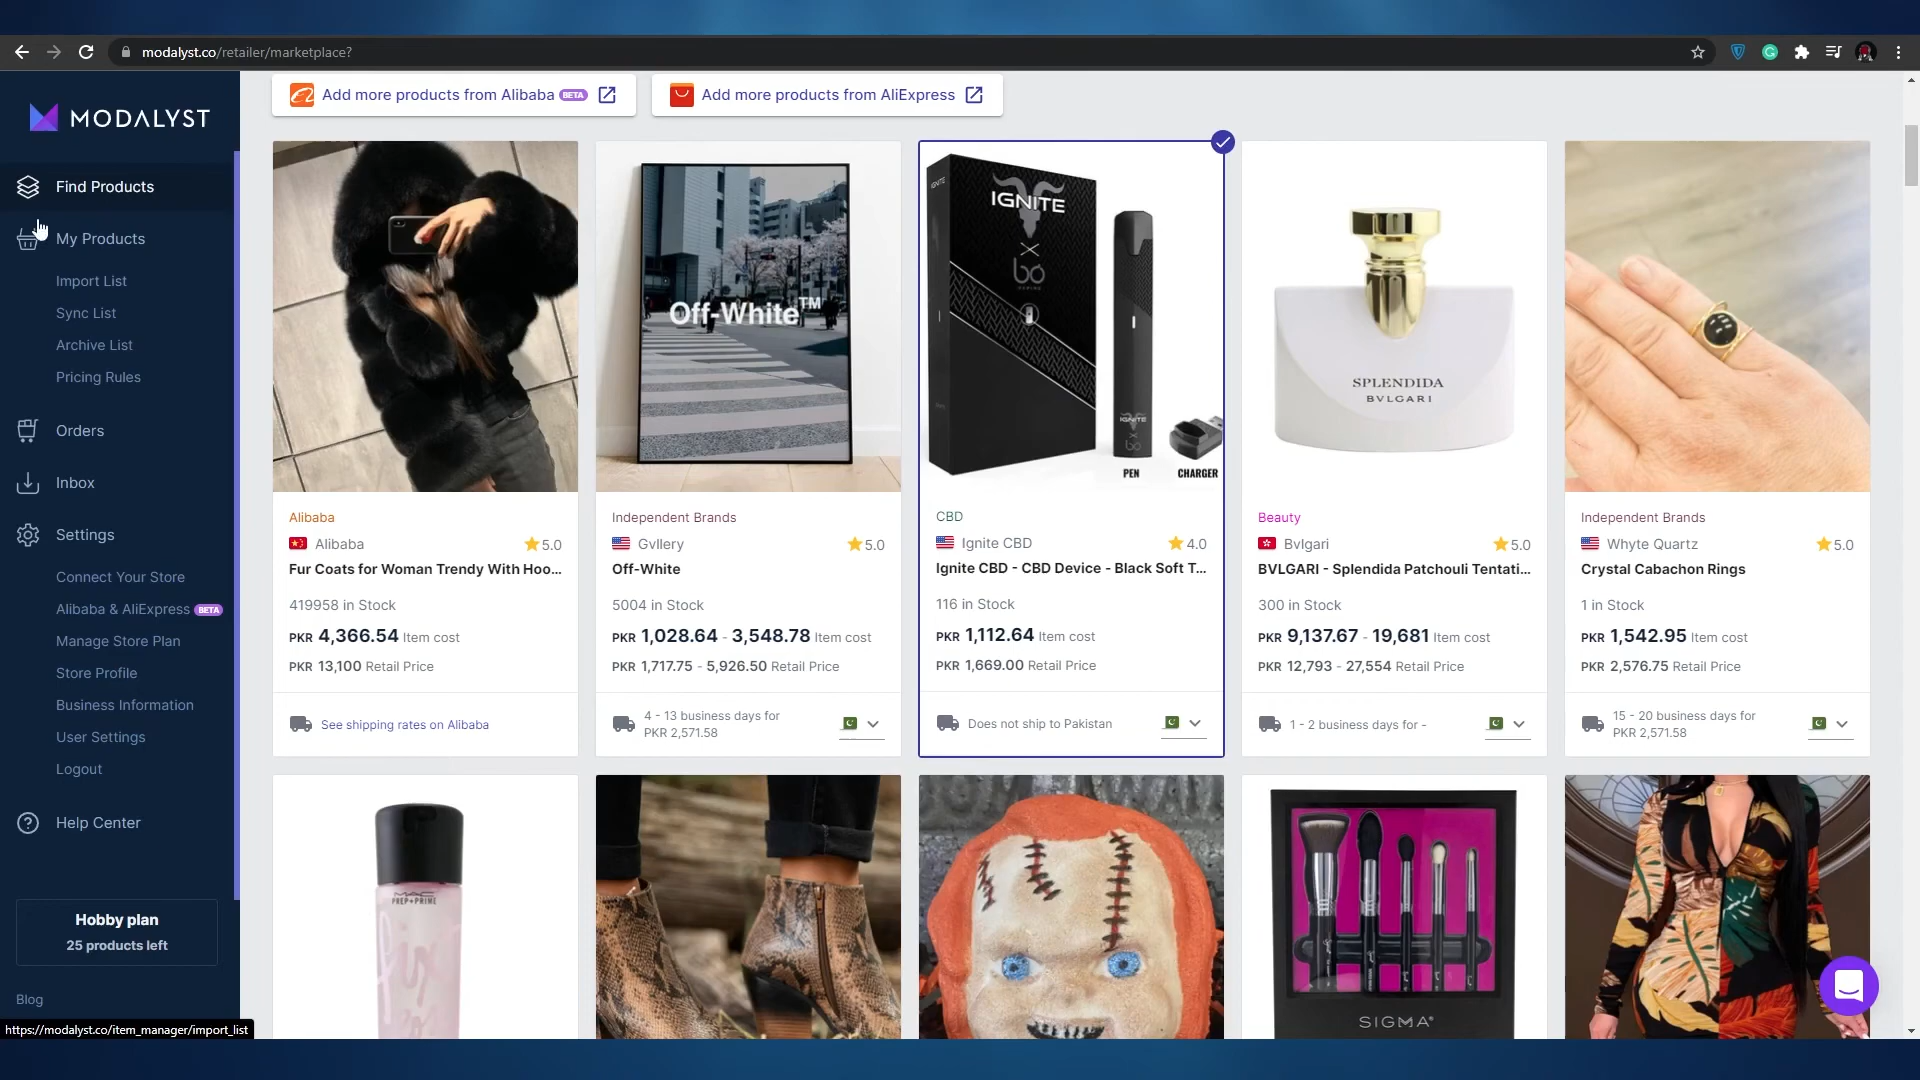 modalyst.co/retailer/marketplace?
MODALYST
Find Products
My Products
Import List
Sync List
Archive List
Pricing Rules
Orders
Inbox
Settings
Connect Your Store
Alibaba & AliExpress BETA
Manage Store Plan
Store Profile
Business Information
User Settings
Logout
Help Center
Hobby plan
25 products left
Blog
https://modalyst.co/item_manager/import_list
Add more products from Alibaba BETA
Add more products from AliExpress
Alibaba
Alibaba 5.0
Fur Coats for Woman Trendy With Hoo...
419958 in Stock
PKR 4,366.54 Item cost
PKR 13,100 Retail Price
See shipping rates on Alibaba
Off-White™
Independent Brands
Gvllery 5.0
Off-White
5004 in Stock
PKR 1,028.64 - 3,548.78 Item cost
PKR 1,717.75 - 5,926.50 Retail Price
4 - 13 business days for
PKR 2,571.58
IGNITE
IGNITE
X
bo
VAPING
IGNITE
X
bo
PEN
CHARGER
CBD
Ignite CBD 4.0
Ignite CBD - CBD Device - Black Soft T...
116 in Stock
PKR 1,112.64 Item cost
PKR 1,669.00 Retail Price
Does not ship to Pakistan
SPLENDIDA
BVLGARI
Beauty
Bvlgari 5.0
BVLGARI - Splendida Patchouli Tentati...
300 in Stock
PKR 9,137.67 - 19,681 Item cost
PKR 12,793 - 27,554 Retail Price
1 - 2 business days for -
Independent Brands
Whyte Quartz 5.0
Crystal Cabachon Rings
1 in Stock
PKR 1,542.95 Item cost
PKR 2,576.75 Retail Price
15 - 20 business days for
PKR 2,571.58
MAC
PREP+PRIME
SIGMA®